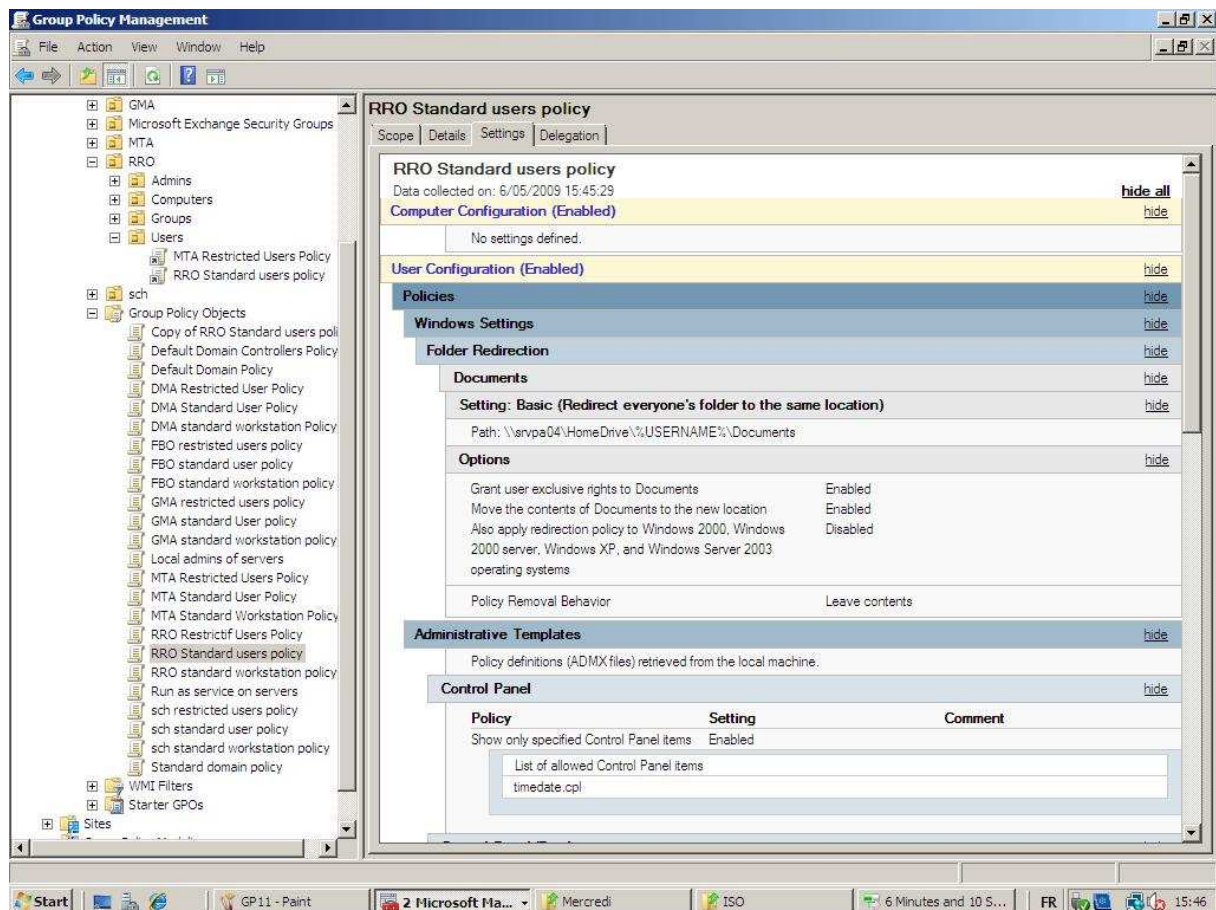 Group Policy Management
File Action View Window Help
GMA
Microsoft Exchange Security Groups
MTA
RRO
Admins
Computers
Groups
Users
MTA Restricted Users Policy
RRO Standard users policy
sch
Group Policy Objects
Copy of RRO Standard users poli
Default Domain Controllers Policy
Default Domain Policy
DMA Restricted User Policy
DMA Standard User Policy
DMA standard workstation Policy
FBO restristed users policy
FBO standard user policy
FBO standard workstation policy
GMA restricted users policy
GMA standard User policy
GMA standard workstation policy
Local admins of servers
MTA Restricted Users Policy
MTA Standard User Policy
MTA Standard Workstation Policy
RRO Restrictif Users Policy
RRO Standard users policy
RRO standard workstation policy
Run as service on servers
sch restricted users policy
sch standard user policy
sch standard workstation policy
Standard domain policy
WMI Filters
Starter GPOs
Sites
RRO Standard users policy
Scope Details Settings Delegation
RRO Standard users policy
Data collected on: 6/05/2009 15:45:29 hide all
Computer Configuration (Enabled) hide
No settings defined.
User Configuration (Enabled) hide
Policies hide
Windows Settings hide
Folder Redirection hide
Documents hide
Setting: Basic (Redirect everyone's folder to the same location) hide
Path: \\srvpa04\HomeDrive\%USERNAME%\Documents
Options hide
Grant user exclusive rights to Documents Enabled
Move the contents of Documents to the new location Enabled
Also apply redirection policy to Windows 2000, Windows Disabled
2000 server, Windows XP, and Windows Server 2003
operating systems
Policy Removal Behavior Leave contents
Administrative Templates hide
Policy definitions (ADMX files) retrieved from the local machine.
Control Panel hide
Policy Setting Comment
Show only specified Control Panel items Enabled
List of allowed Control Panel items
timedate.cpl
Start GP11 - Paint 2 Microsoft Ma... Mercredi ISO 6 Minutes and 10 S... FR 15:46